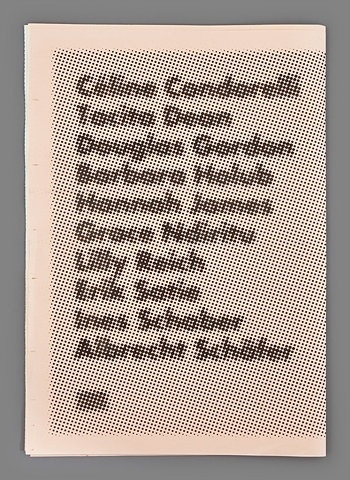 Céline Condorelli
Tacita Dean
Douglas Gordon
Barbara Holub
Hannah James
Grace Ndiritu
Lilly Reich
Erik Satie
Ines Schaber
Albrecht Schäfer